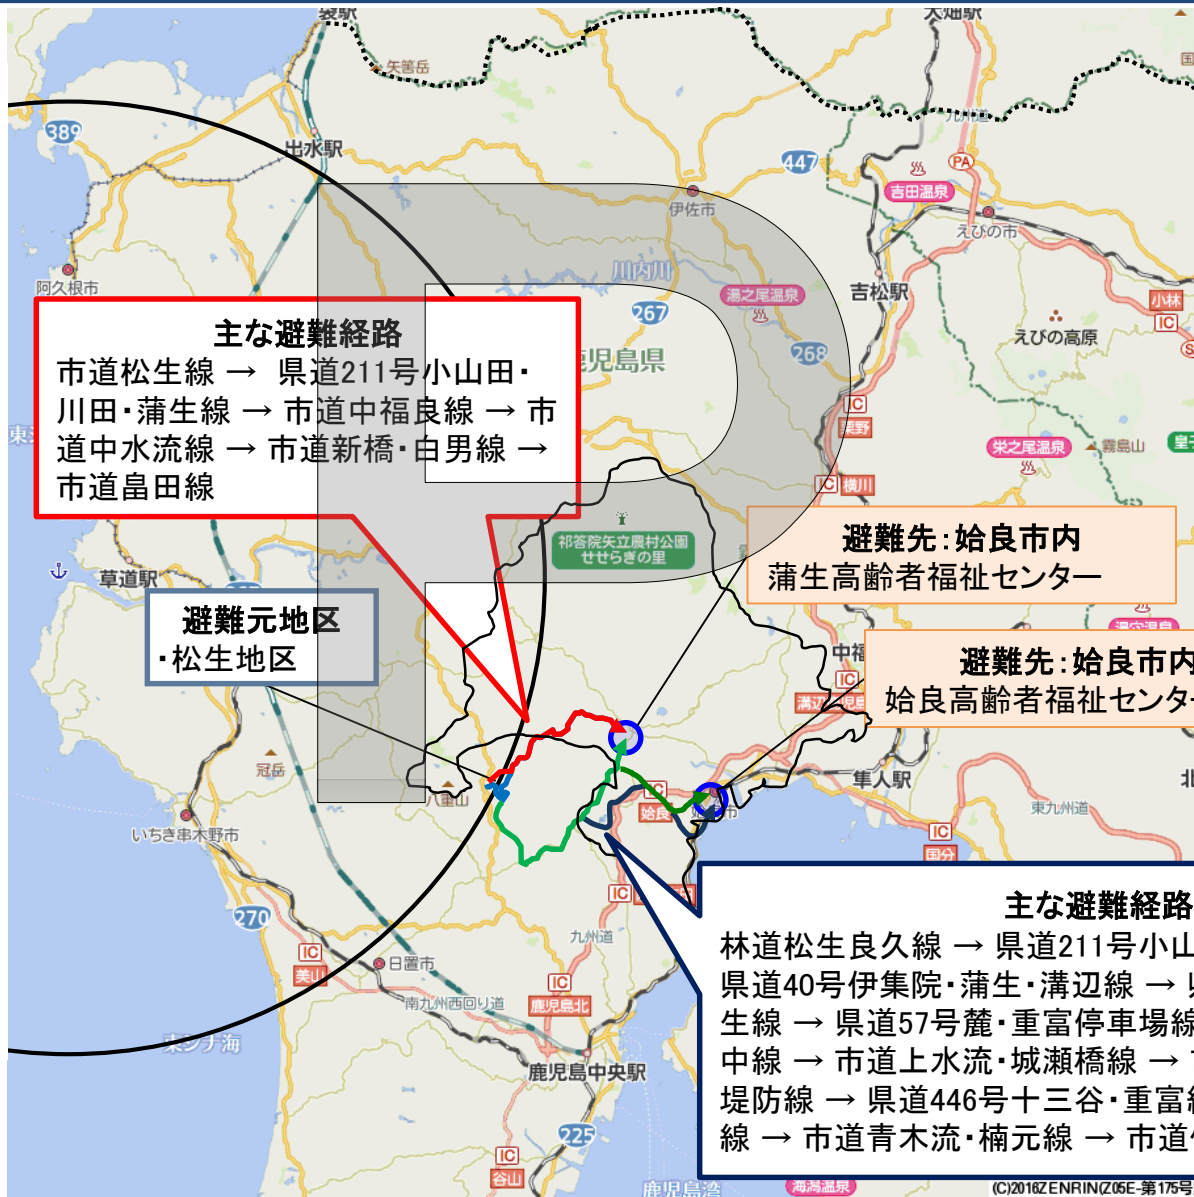 袋駅
大畑駅
矢筈岳
389
出水駅
447
九州道
PA
吉田温泉
伊佐市
えびの市
阿久根市
川内川
湯之尾温泉
吉松駅
小林
IC
267
268
えびの高原
児島県
主な避難経路
市道松生線 → 県道211号小山田・
川田・蒲生線 → 市道中福良線 → 市
道中水流線 → 市道新橋・白男線 →
市道畠田線
IC
栗野
栄之尾温泉
霧島山
IC
横川
祁答院矢立農村公園
せせらぎの里
草道駅
避難先：姶良市内
蒲生高齢者福祉センター
避難元地区
・松生地区
中福
IC
避難先：姶良市内
姶良高齢者福祉センタ
冠岳
八重山
IC
姶良
隼人駅
北
東九州道
いちき串木野市
IC
国分
IC
270
九州道
IC
美山
日置市
南九州西回り道
IC
鹿児島北
東シナ海
鹿児島中央駅
225
IC
谷山
鹿児島湾
海潟温泉
主な避難経路
林道松生良久線 → 県道211号小山
県道40号伊集院・蒲生・溝辺線 →
生線 → 県道57号麓・重富停車場線
中線 → 市道上水流・城瀬橋線 →
堤防線 → 県道446号十三谷・重富
線 → 市道青木流・楠元線 → 市道
(C)2016ZENRIN(Z05E-第175号